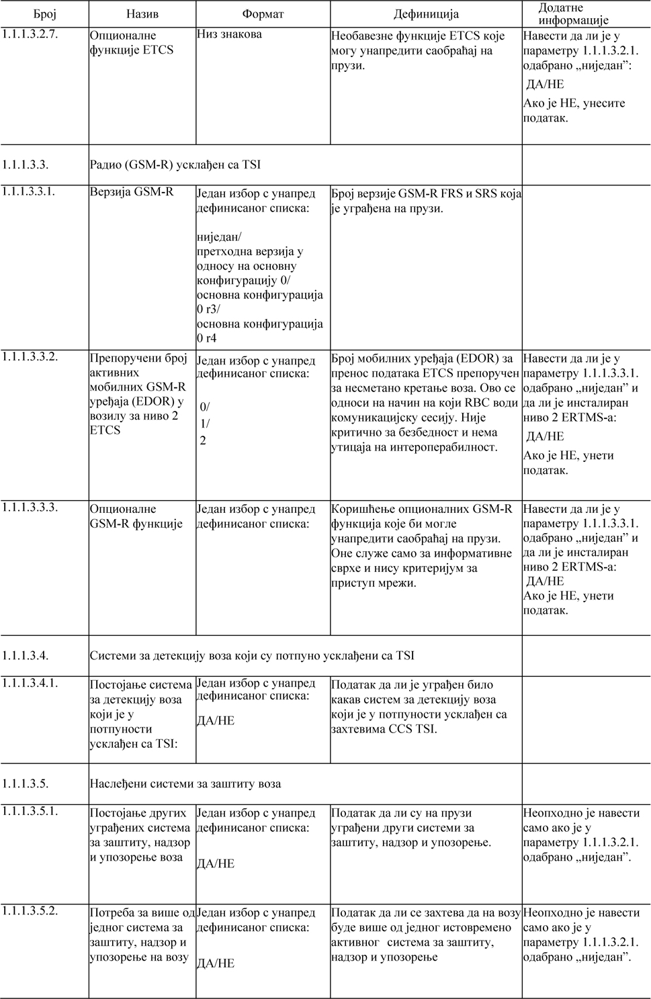 Број
Назив
Формат
Дефиниција
Додатне
информације
1.1.1.3.2.7.
Опционалне
функције ETCS
Низ знакова
Необавезне функције ETCS које
могу унапредити саобраћај на
прузи.
Навести да ли је у
параметру 1.1.1.3.2.1.
одабрано „ниједан”:
ДА/НЕ
Ако је НЕ, унесите
податак.
1.1.1.3.3.
Радио (GSM-R) усклађен са TSI
1.1.1.3.3.1.
Верзија GSM-R
Један избор с унапред
дефинисаног списка:
ниједан/
претходна верзија у
односу на основну
конфигурацију 0/
основна конфигурација
0 r3/
основна конфигурација
0 r4
Број верзије GSM-R FRS и SRS која
је уграђена на прузи.
1.1.1.3.3.2.
Препоручени број
активних
мобилних GSM-R
уређаја (EDOR) у
возилу за ниво 2
ETCS
Један избор с унапред
дефинисаног списка:
0/
1/
2
Број мобилних уређаја (EDOR) за
пренос података ETCS препоручен
за несметано кретање воза. Ово се
односи на начин на који RBC води
комуникацијску сесију. Није
критично за безбедност и нема
утицаја на интероперабилност.
Навести да ли је у
параметру 1.1.1.3.3.1.
одабрано „ниједан” и
да ли је инсталиран
ниво 2 ERTMS-a:
ДА/НЕ
Ако је НЕ, унети
податак.
1.1.1.3.3.3.
Опционалне
GSM-R функције
Један избор с унапред
дефинисаног списка:
Коришћење опционалних GSM-R
функција које би могле
унапредити саобраћај на прузи.
Оне служе само за информативне
сврхе и нису критеријум за
приступ мрежи.
Навести да ли је у
параметру 1.1.1.3.3.1.
одабрано „ниједан” и
да ли је инсталиран
ниво 2 ERTMS-a:
ДА/НЕ
Ако је НЕ, унети
податак.
1.1.1.3.4.
Системи за детекцију воза који су потпуно усклађени са TSI
1.1.1.3.4.1.
Постојање система
за детекцију воза
који је у
потпуности
усклађен са TSI:
Један избор с унапред
дефинисаног списка:
ДА/НЕ
Податак да ли је уграђен било
какав систем за детекцију воза
који је у потпуности усклађен са
захтевима CCS TSI.
1.1.1.3.5.
Наслеђени системи за заштиту воза
1.1.1.3.5.1.
Постојање других
уграђених система
за заштиту, надзор
и упозорење воза
Један избор с унапред
дефинисаног списка:
ДА/НЕ
Податак да ли су на прузи
уграђени други системи за
заштиту, надзор и упозорење.
Неопходно је навести
само ако је у
параметру 1.1.1.3.2.1.
одабрано „ниједан”.
1.1.1.3.5.2.
Потреба за више од
једног система за
заштиту, надзор и
упозорење на возу
Један избор с унапред
дефинисаног списка:
ДА/НЕ
Податак да ли се захтева да на возу
буде више од једног истовремено
активног система за заштиту,
надзор и упозорење
Неопходно је навести
само ако је у
параметру 1.1.1.3.2.1.
одабрано „ниједан”.